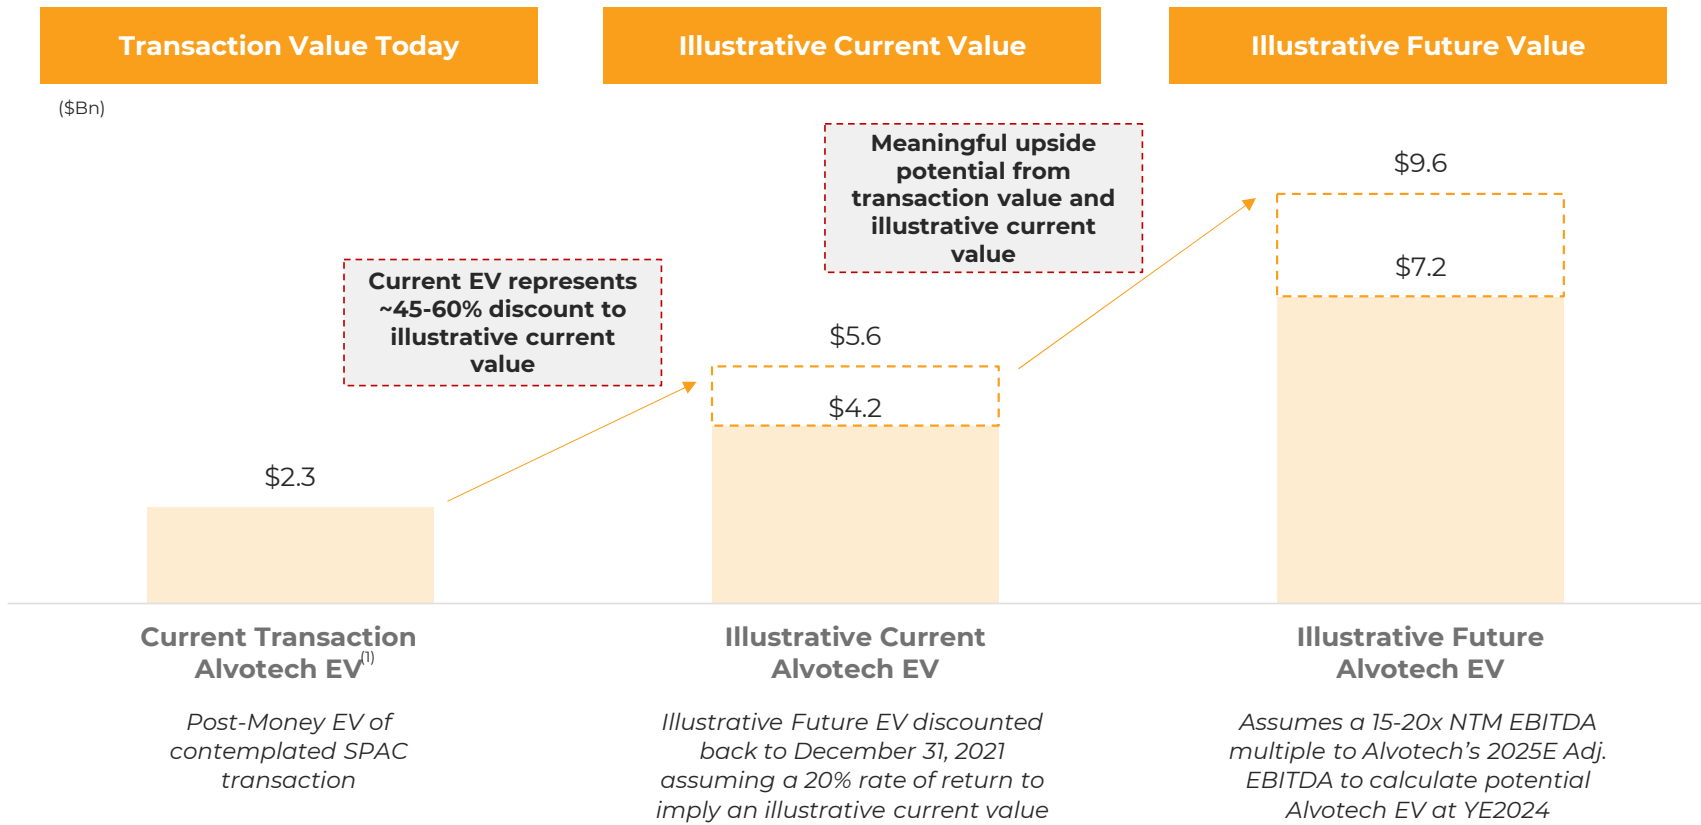 Transaction Value Today
Illustrative Current Value
Illustrative Future Value
($Bn)
Meaningful upside
potential from
transaction value and
illustrative current
value
$9.6
$7.2
Current EV represents
~45-60% discount to
illustrative current
value
$5.6
$4.2
$2.3
Current Transaction
Alvotech EV(1)
Post-Money EV of
contemplated SPAC
transaction
Illustrative Current
Alvotech EV
Illustrative Future EV discounted
back to December 31, 2021
assuming a 20% rate of return to
imply an illustrative current value
Illustrative Future
Alvotech EV
Assumes a 15-20x NTM EBITDA
multiple to Alvotech’s 2025E Adj.
EBITDA to calculate potential
Alvotech EV at YE2024